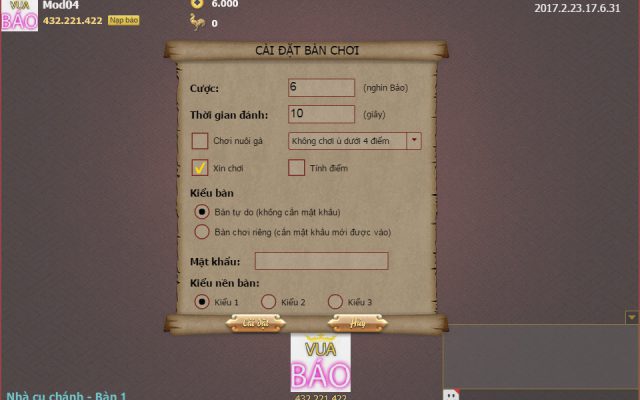 VUA
BÁO
Mod04
432.221.422
Nạp bảo
6.000
0
2017.2.23.17.6.31
CÀI ĐẶT BÀN CHƠI
Cược:
6
(nghìn Bảo)
Thời gian đánh:
10
(giây)
Chơi nuôi gà
Không chơi ù dưới 4 điểm
Xin chơi
Tính điểm
Kiểu bàn
Bàn tự do (không cần mật khẩu)
Bàn chơi riêng (cần mật khẩu mới được vào)
Mật khẩu:
Kiểu nền bàn:
Kiểu 1
Kiểu 2
Kiểu 3
Cài đặt
Hủy
VUA
BÁO
432.221.422
Nhà cụ chánh - Bàn 1